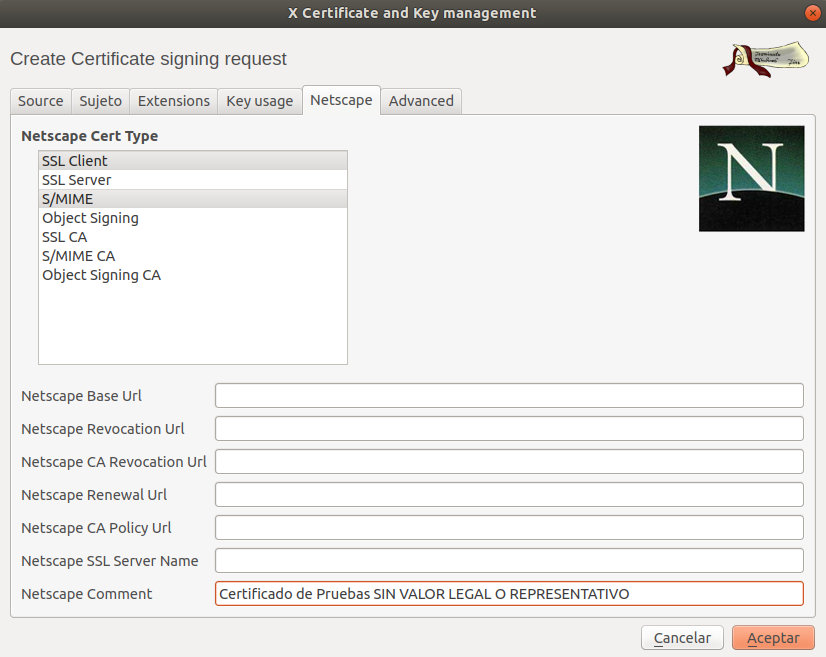 X Certificate and Key management
Create Certificate signing request
Source Sujeto Extensions Key usage Netscape Advanced
Netscape Cert Type
SSL Client
SSL Server
S/MIME
Object Signing
SSL CA
S/MIME CA
Object Signing CA
N
Netscape Base Url
Netscape Revocation Url
Netscape CA Revocation Url
Netscape Renewal Url
Netscape CA Policy Url
Netscape SSL Server Name
Netscape Comment Certificado de Pruebas SIN VALOR LEGAL O REPRESENTATIVO
Cancelar Aceptar